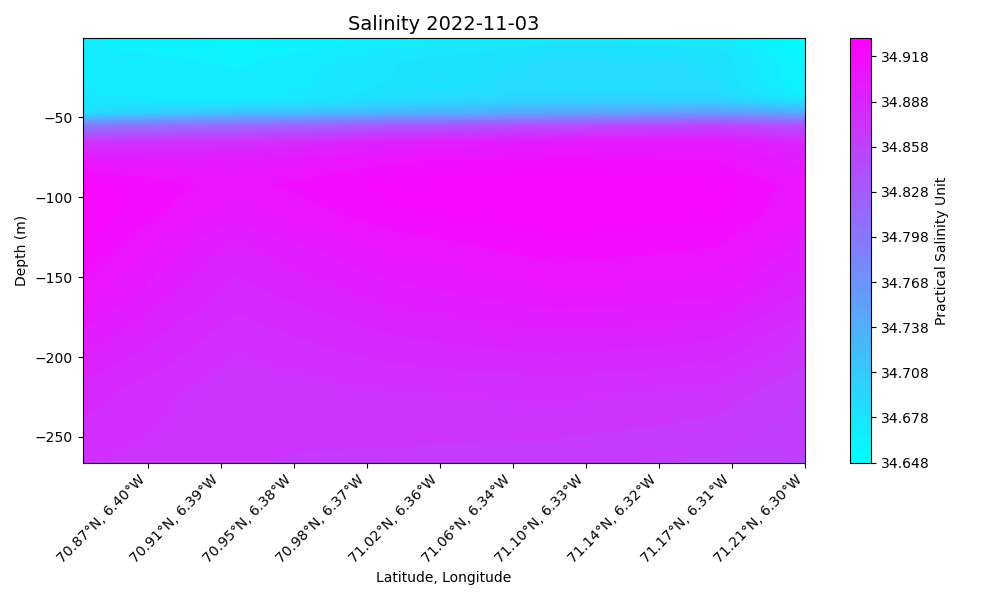 Salinity 2022-11-03
Depth (m)
−50
−100
−150
−200
−250
70.87°N, 6.40°W
70.91°N, 6.39°W
70.95°N, 6.38°W
70.98°N, 6.37°W
71.02°N, 6.36°W
71.06°N, 6.34°W
71.10°N, 6.33°W
71.14°N, 6.32°W
71.17°N, 6.31°W
71.21°N, 6.30°W
Latitude, Longitude
34.918
34.888
34.858
34.828
34.798
34.768
34.738
34.708
34.678
34.648
Practical Salinity Unit